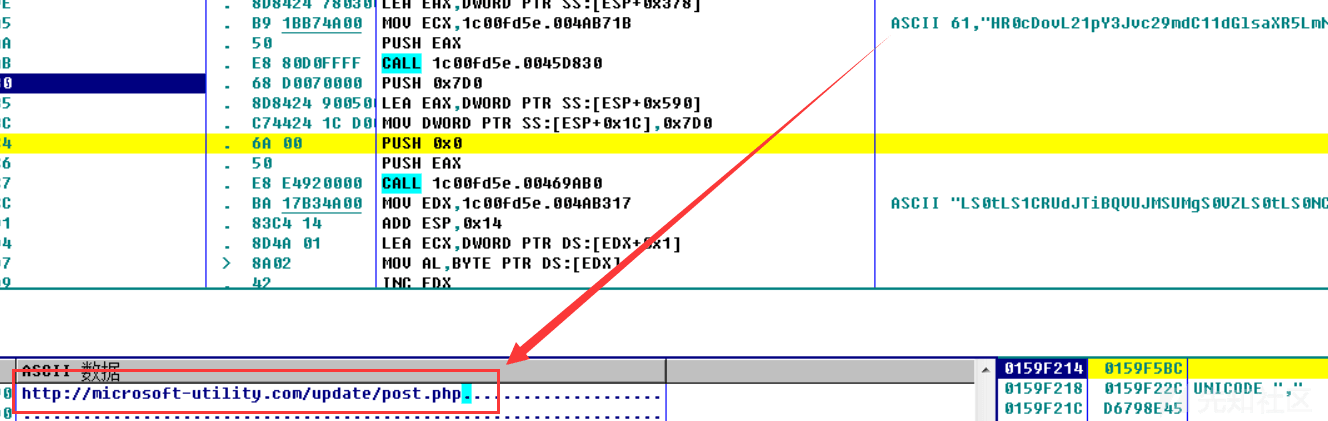 8D8424 78030 LEA EAX,DWORD PTR SS:[ESP+0x378]
5 . B9 1BB74A00 MOV ECX,1c00fd5e.004AB71B ASCII 61,"HR0cDovL21pY3Jvc29mdC11dGlsaXR5LmN
A . 50 PUSH EAX
B . E8 80D0FFFF CALL 1c00fd5e.0045D830
0 . 68 D0070000 PUSH 0x7D0
5 . 8D8424 90050 LEA EAX,DWORD PTR SS:[ESP+0x590]
C . C74424 1C D0 MOV DWORD PTR SS:[ESP+0x1C],0x7D0
4 . 6A 00 PUSH 0x0
6 . 50 PUSH EAX
7 . E8 E4920000 CALL 1c00fd5e.00469AB0
C . BA 17B34A00 MOV EDX,1c00fd5e.004AB317 ASCII "LS0tLS1CRUdJTiBQVUJMSUMgS0VZLS0tLS0NC
1 . 83C4 14 ADD ESP,0x14
4 . 8D4A 01 LEA ECX,DWORD PTR DS:[EDX+0x1]
7 > 8A02 MOV AL,BYTE PTR DS:[EDX]
9 . 42 INC EDX
ASCII 数据
http://microsoft-utility.com/update/post.php..................
0159F214 0159F5BC
0159F218 0159F22C UNICODE ","
0159F21C D6798E45
先知社区